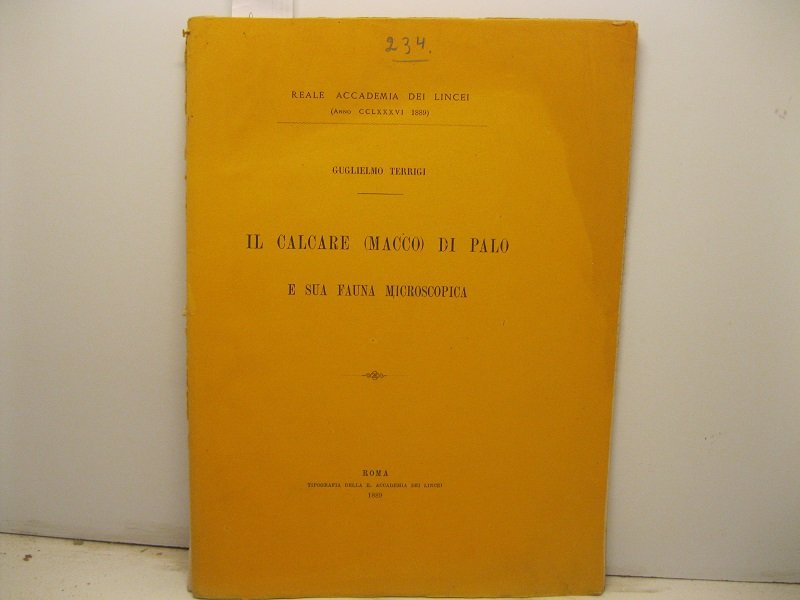 234.
REALE ACCADEMIA DEI LINCEI
(ANNO CCLXXXVI 1889)
GUGLIELMO TERRIGI
IL CALCARE (MACCO) DI PALO
E SUA FAUNA MICROSCOPICA
ROMA
TIPOGRAFIA DELLA R. ACCADEMIA DEI LINCEI
1889